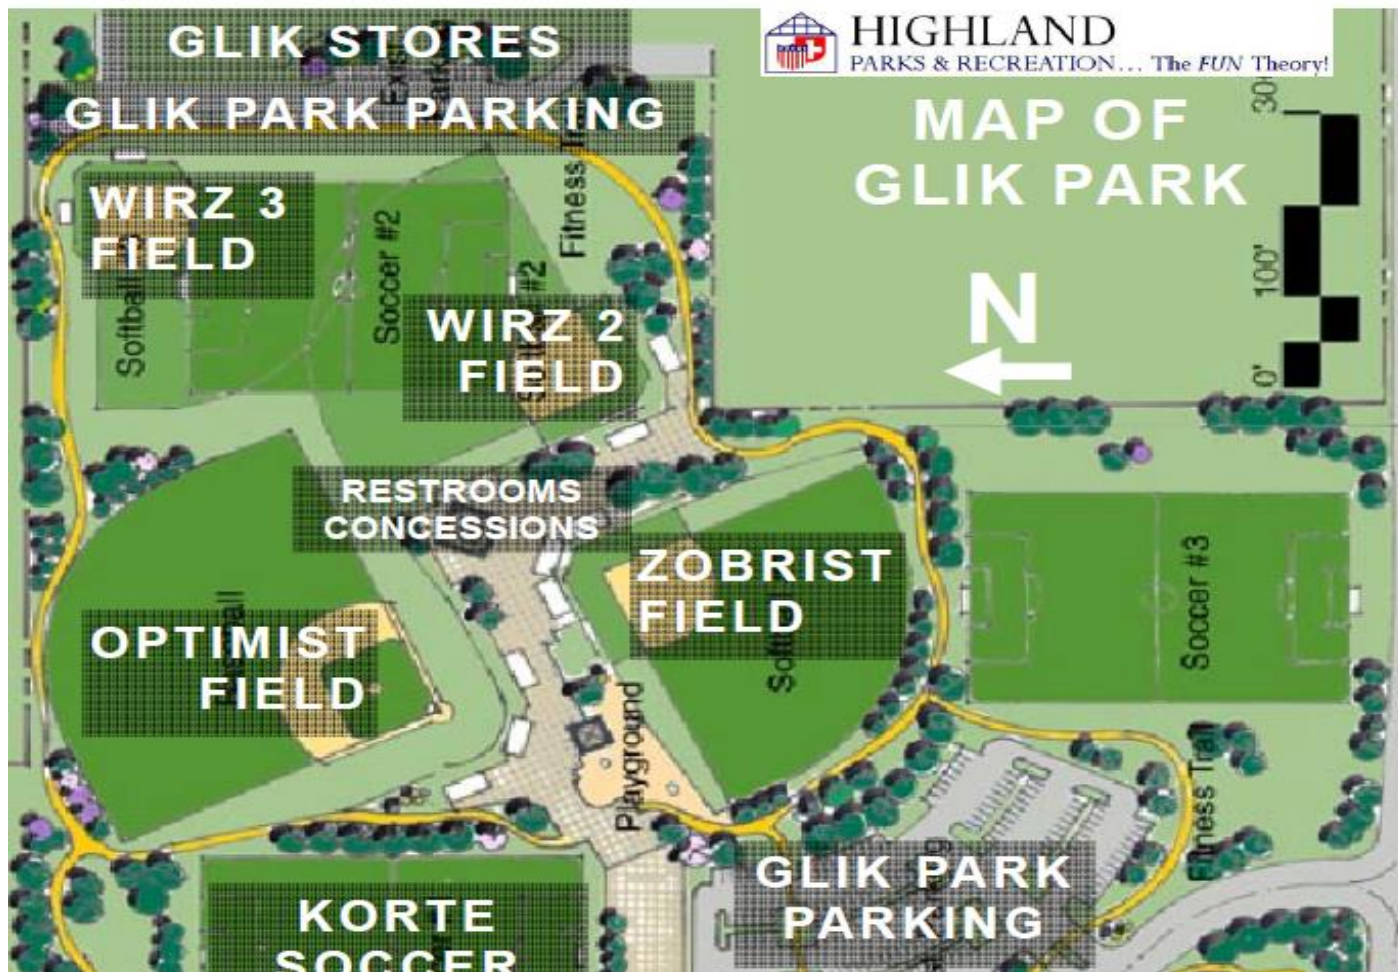 GLIK STORES
GLIK PARK PARKING
HIGHLAND
PARKS & RECREATION... The FUN Theory!
MAP OF
GLIK PARK
N
0'
100'
WIRZ 3
FIELD
Softball
Soccer #2
Fitness
#2
WIRZ 2
FIELD
RESTROOMS
CONCESSIONS
ZOBRIST
FIELD
Soccer #3
OPTIMIST
FIELD
Playground
Fitness Trail
GLIK PARK
PARKING
KORTE
SOCCER